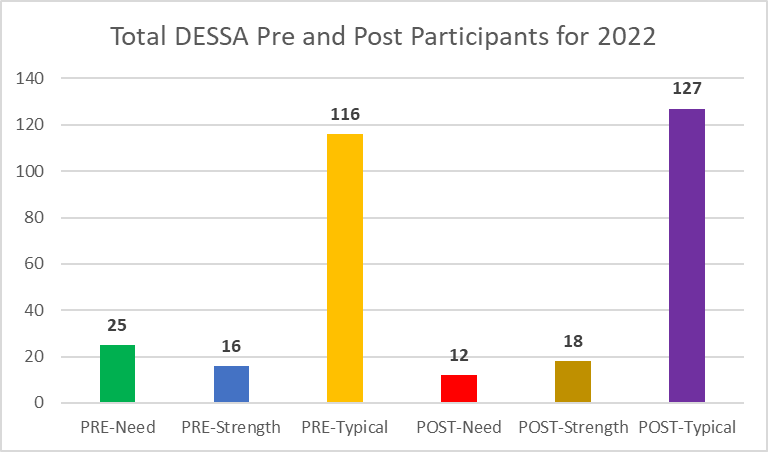 Total DESSA Pre and Post Participants for 2022
140
120
100
80
60
40
20
0
25
16
116
12
18
127
PRE-Need
PRE-Strength
PRE-Typical
POST-Need
POST-Strength
POST-Typical